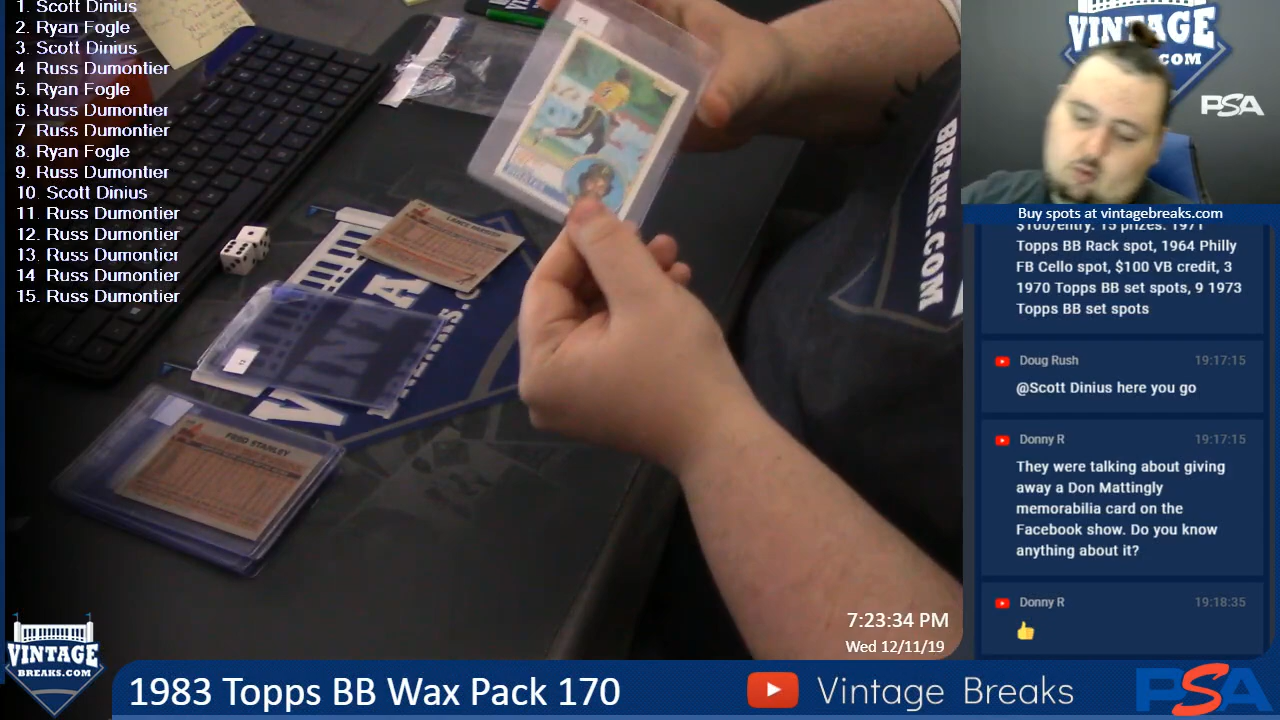 1. Scott Dinius
2. Ryan Fogle
3. Scott Dinius
4 Russ Dumontier
5. Ryan Fogle
6. Russ Dumontier
7 Russ Dumontier
8 Ryan Fogle
9. Russ Dumontier
10. Scott Dinius
11. Russ Dumontier
12. Russ Dumontier
13. Russ Dumontier
14 Russ Dumontier
15. Russ Dumontier
FRED STANLEY
BREAKS.COM
VINTAGE
.COM
PSA
Buy spots at vintagebreaks.com
$100/entry. 15 prizes. 1971
Topps BB Rack spot, 1964 Philly
FB Cello spot, $100 VB credit, 3
1970 Topps BB set spots, 9 1973
Topps BB set spots
Doug Rush 19:17:15
@Scott Dinius here you go
Donny R 19:17:15
They were talking about giving
away a Don Mattingly
memorabilia card on the
Facebook show. Do you know
anything about it?
Donny R 19:18:35
👍
7:23:34 PM
Wed 12/11/19
VINTAGE
BREAKS.COM
1983 Topps BB Wax Pack 170
Vintage Breaks
PSA